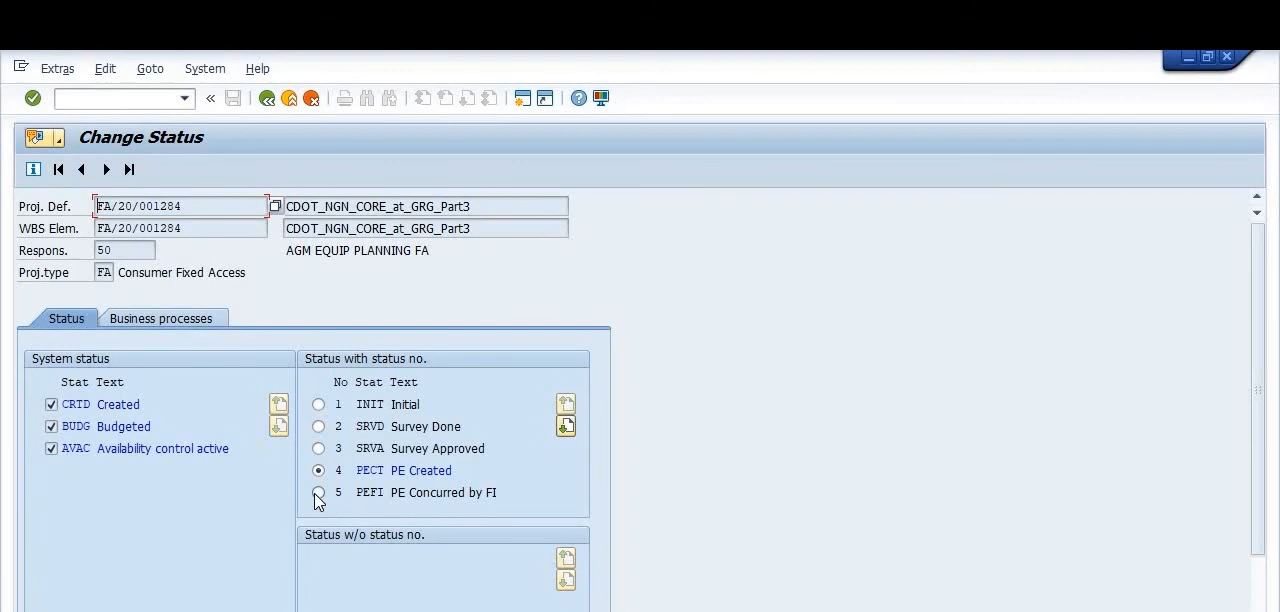 Extras Edit Goto System Help
Change Status
Proj. Def. FA/20/001284 CDOT_NGN_CORE_at_GRG_Part3
WBS Elem. FA/20/001284 CDOT_NGN_CORE_at_GRG_Part3
Respons. 50 AGM EQUIP PLANNING FA
Proj.type FA Consumer Fixed Access
Status Business processes
System status
Stat Text
CRTD Created
BUDG Budgeted
AVAC Availability control active
Status with status no.
No Stat Text
1 INIT Initial
2 SRVD Survey Done
3 SRVA Survey Approved
4 PECT PE Created
5 PEFI PE Concurred by FI
Status w/o status no.